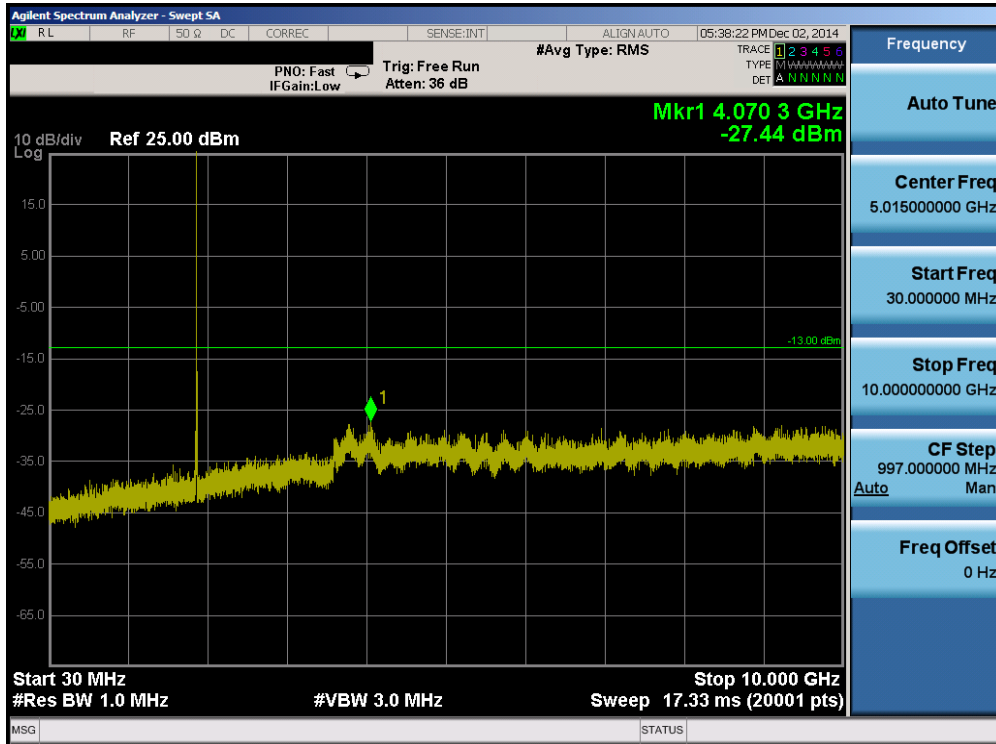 Agilent Spectrum Analyzer - Swept SA
LXI RL RF 50 Ω DC CORREC SENSE:INT ALIGN AUTO 05:38:22 PM Dec 02, 2014
#Avg Type: RMS TRACE 1 2 3 4 5 6
PNO: Fast Trig: Free Run TYPE M WWWWW
IFGain:Low Atten: 36 dB DET A N N N N N
Mkr1 4.070 3 GHz
-27.44 dBm
10 dB/div Ref 25.00 dBm
Log
15.0
5.00
-5.00
-13.00 dBm
-15.0
1
-25.0
-35.0
-45.0
-55.0
-65.0
Start 30 MHz Stop 10.000 GHz
#Res BW 1.0 MHz #VBW 3.0 MHz Sweep 17.33 ms (20001 pts)
MSG STATUS
Frequency
Auto Tune
Center Freq
5.015000000 GHz
Start Freq
30.000000 MHz
Stop Freq
10.000000000 GHz
CF Step
997.000000 MHz
Auto Man
Freq Offset
0 Hz